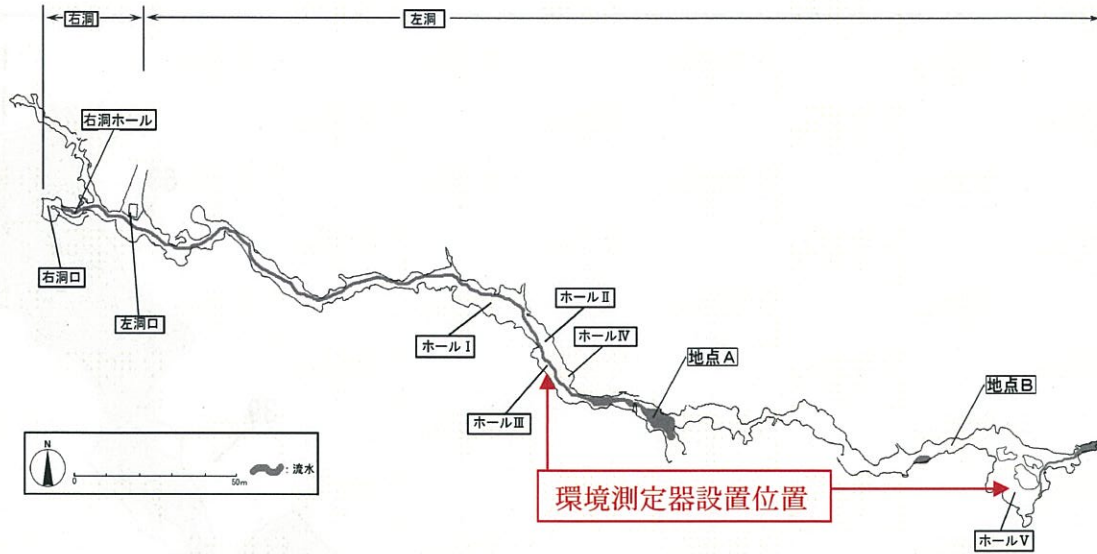 右洞
左洞
右洞ホール
右洞口
左洞口
ホールⅠ
ホールⅡ
ホールⅣ
ホールⅢ
地点A
地点B
ホールⅤ
環境測定器設置位置
N
0
50m
:流水